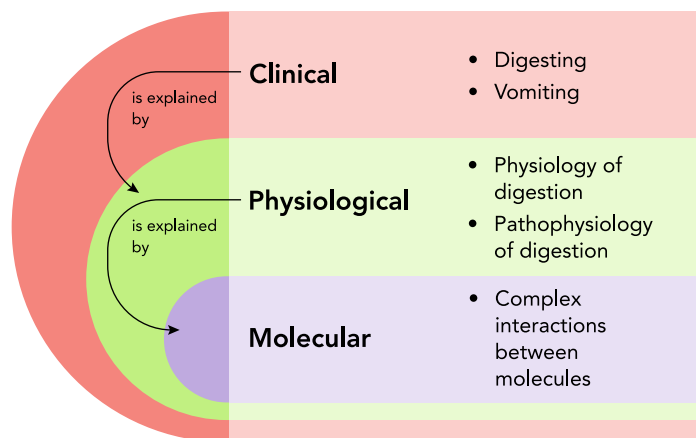 Clinical
is explained
by
• Digesting
• Vomiting
Physiological
is explained
by
• Physiology of
digestion
• Pathophysiology
of digestion
Molecular
• Complex
interactions
between
molecules